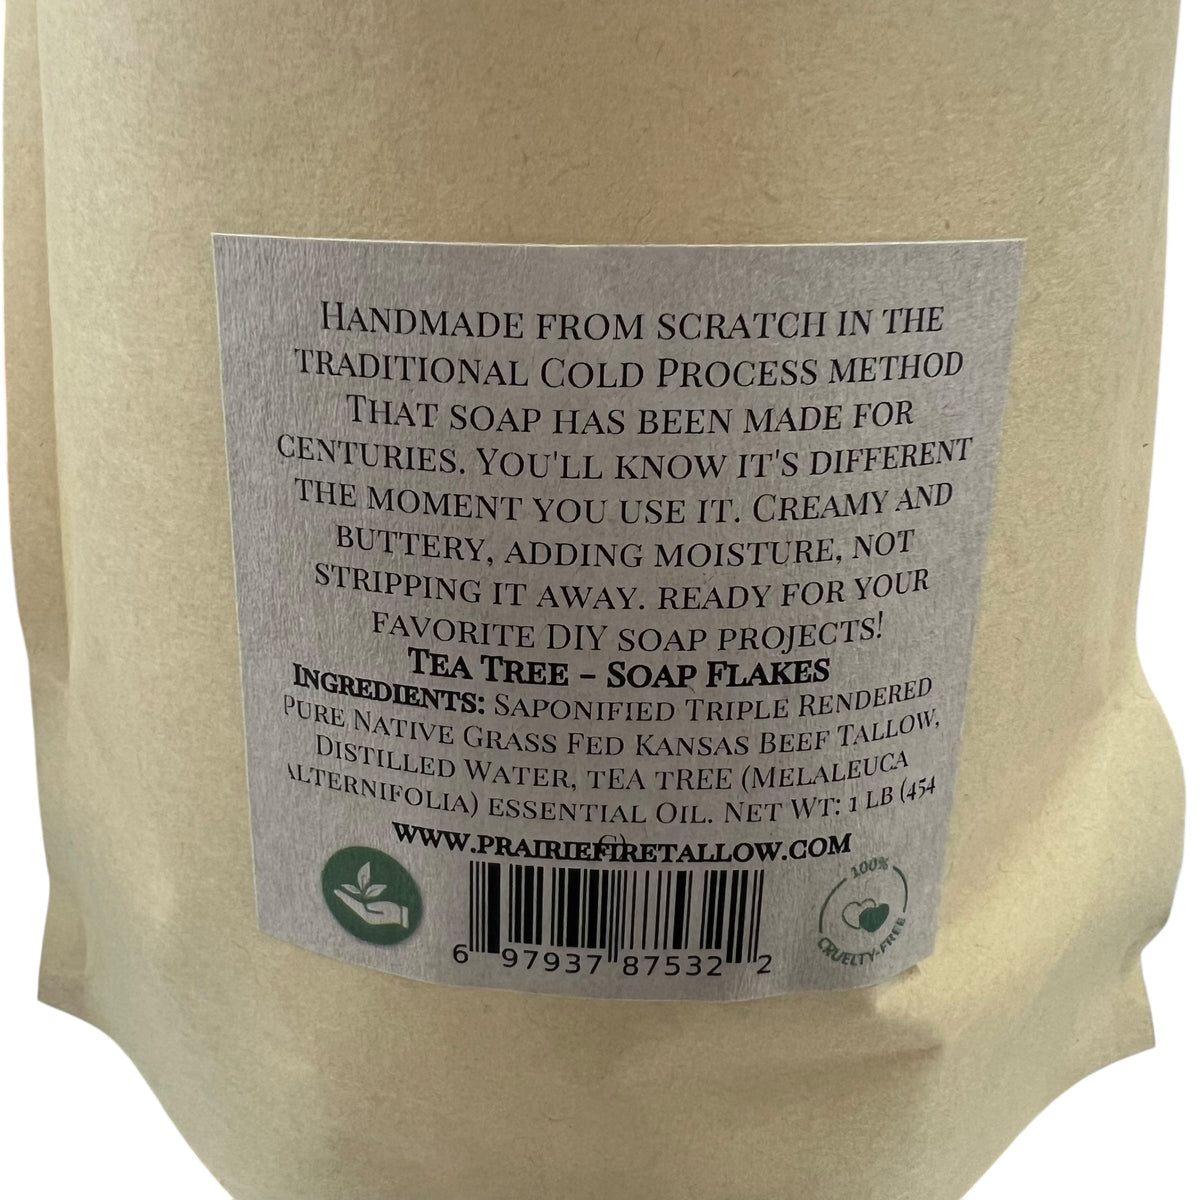 Handmade from scratch in the
traditional Cold Process method
That soap has been made for
centuries. You'll know it's different
the moment you use it. Creamy and
buttery, adding moisture, not
stripping it away. ready for your
favorite DIY soap projects!
Tea Tree – Soap Flakes
Ingredients: Saponified Triple Rendered
Pure Native Grass Fed Kansas Beef Tallow,
Distilled Water, tea tree (Melaleuca
alternifolia) essential Oil. Net Wt: 1 lb (454
G)
www.prairiefiretallow.com
100%
CRUELTY-FREE
6 97937 87532 2